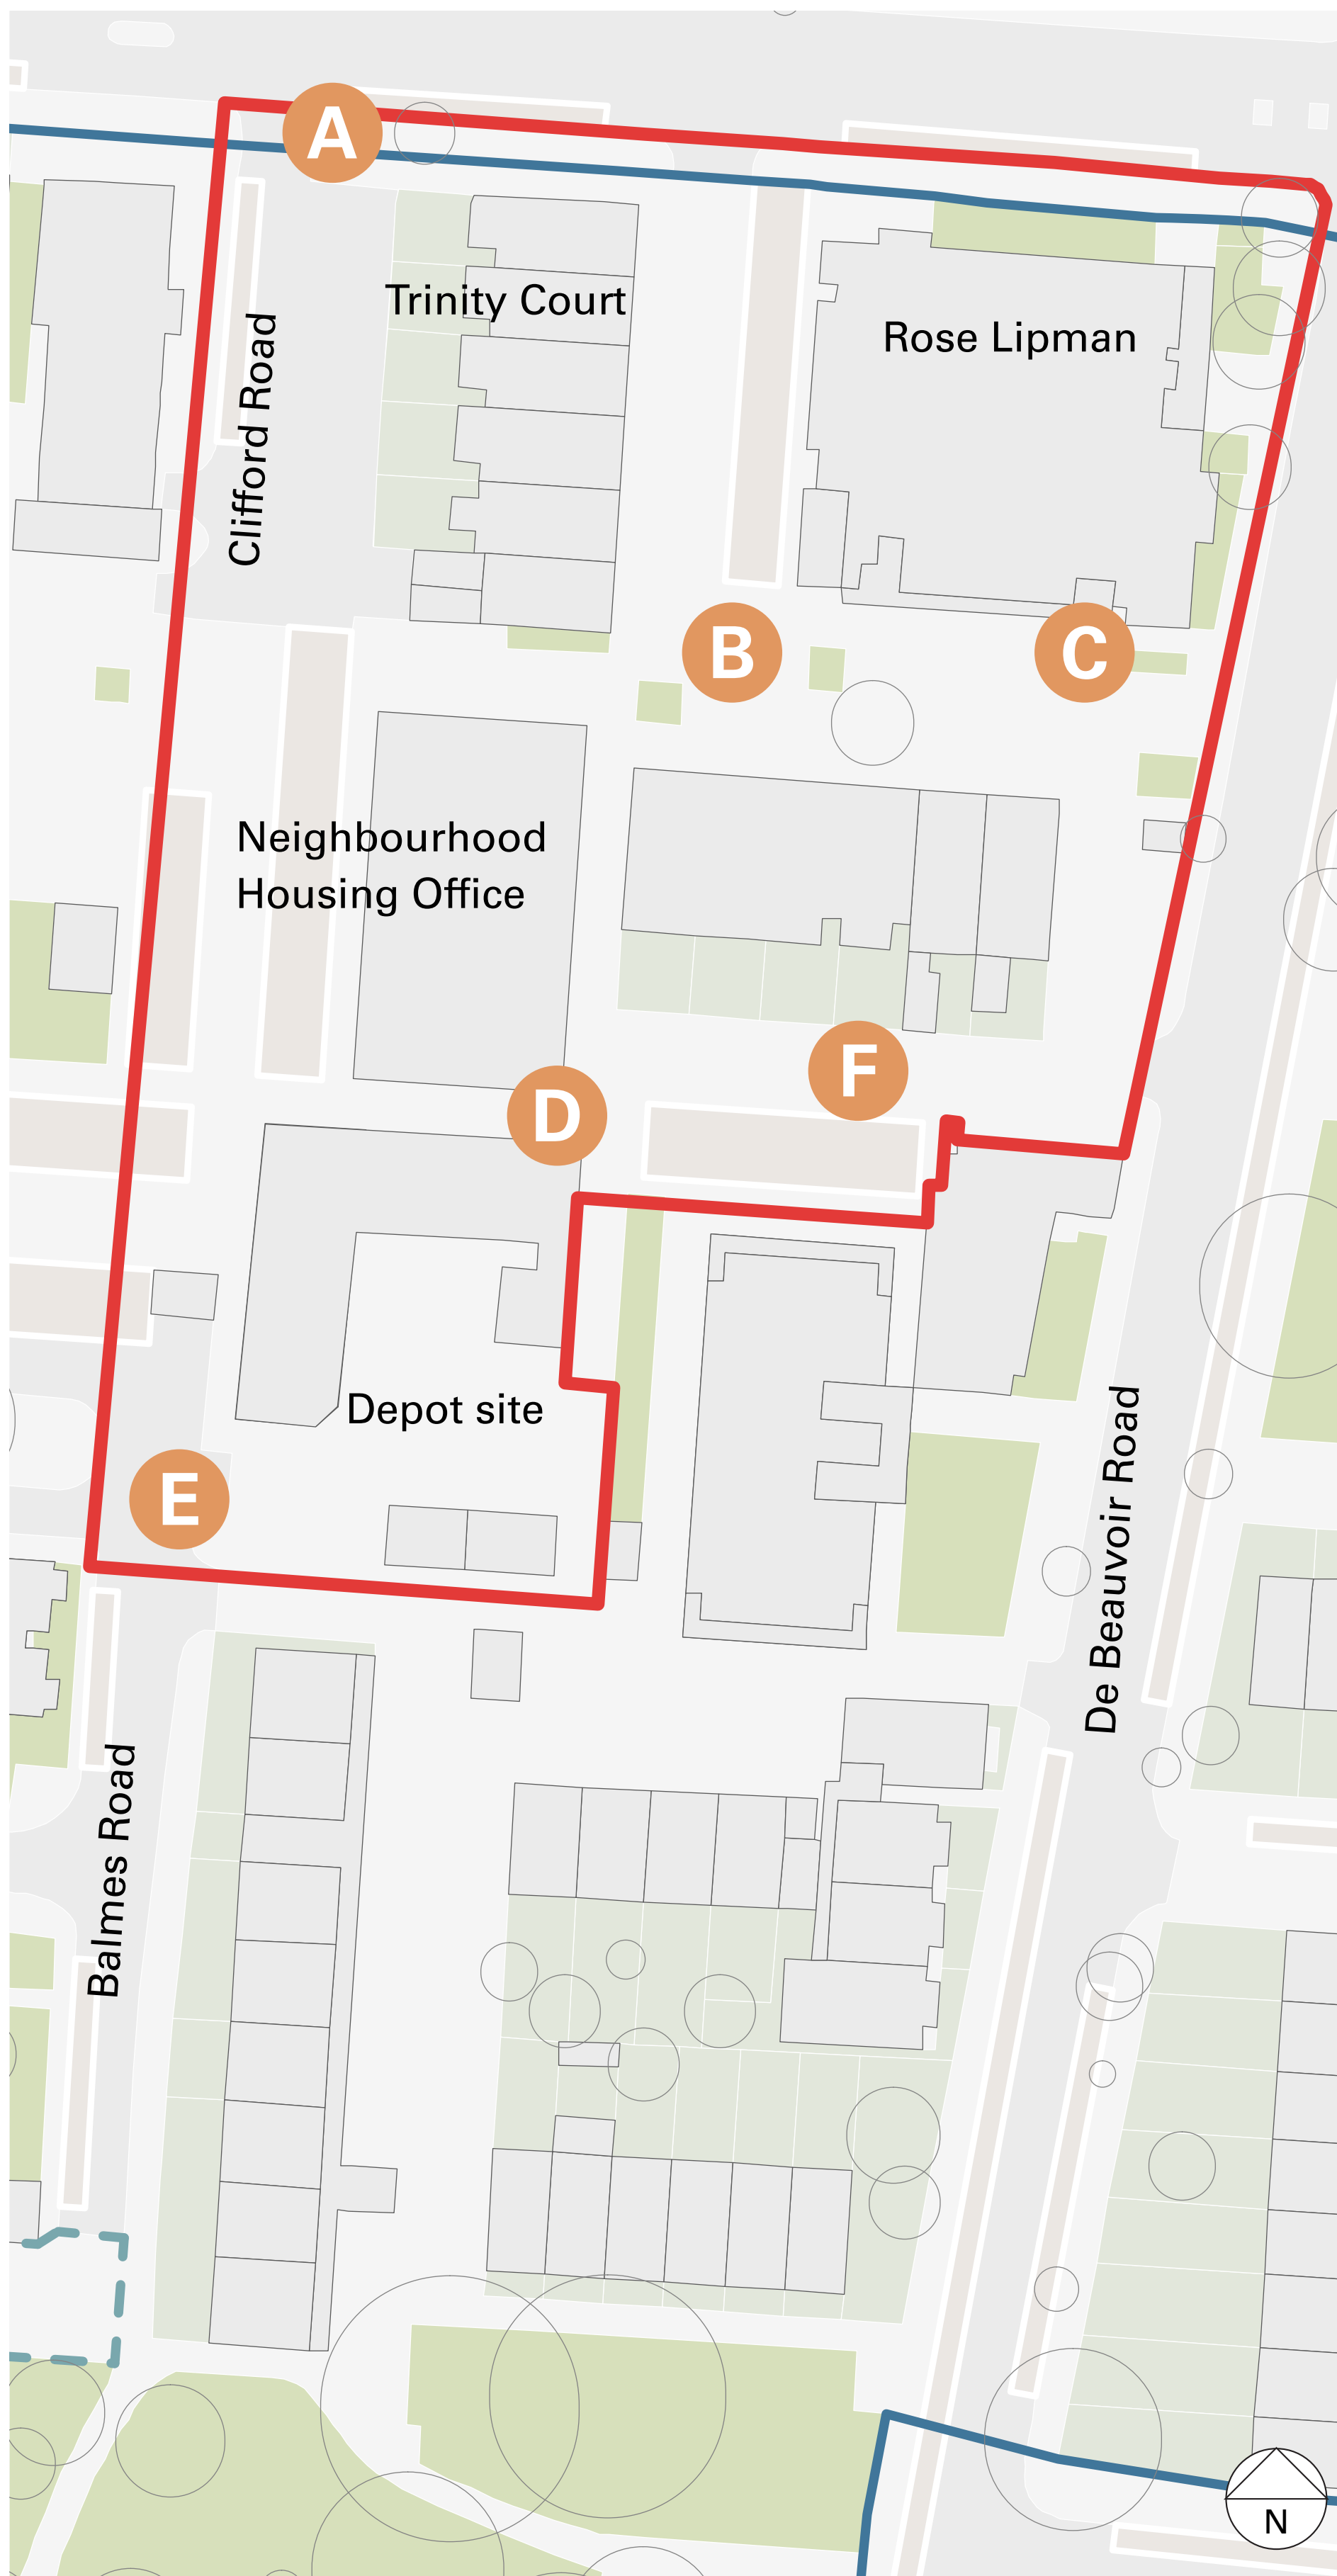 A
Trinity Court
Rose Lipman
Clifford Road
B
C
Neighbourhood
Housing Office
F
D
Depot site
E
De Beauvoir Road
Balmes Road
N